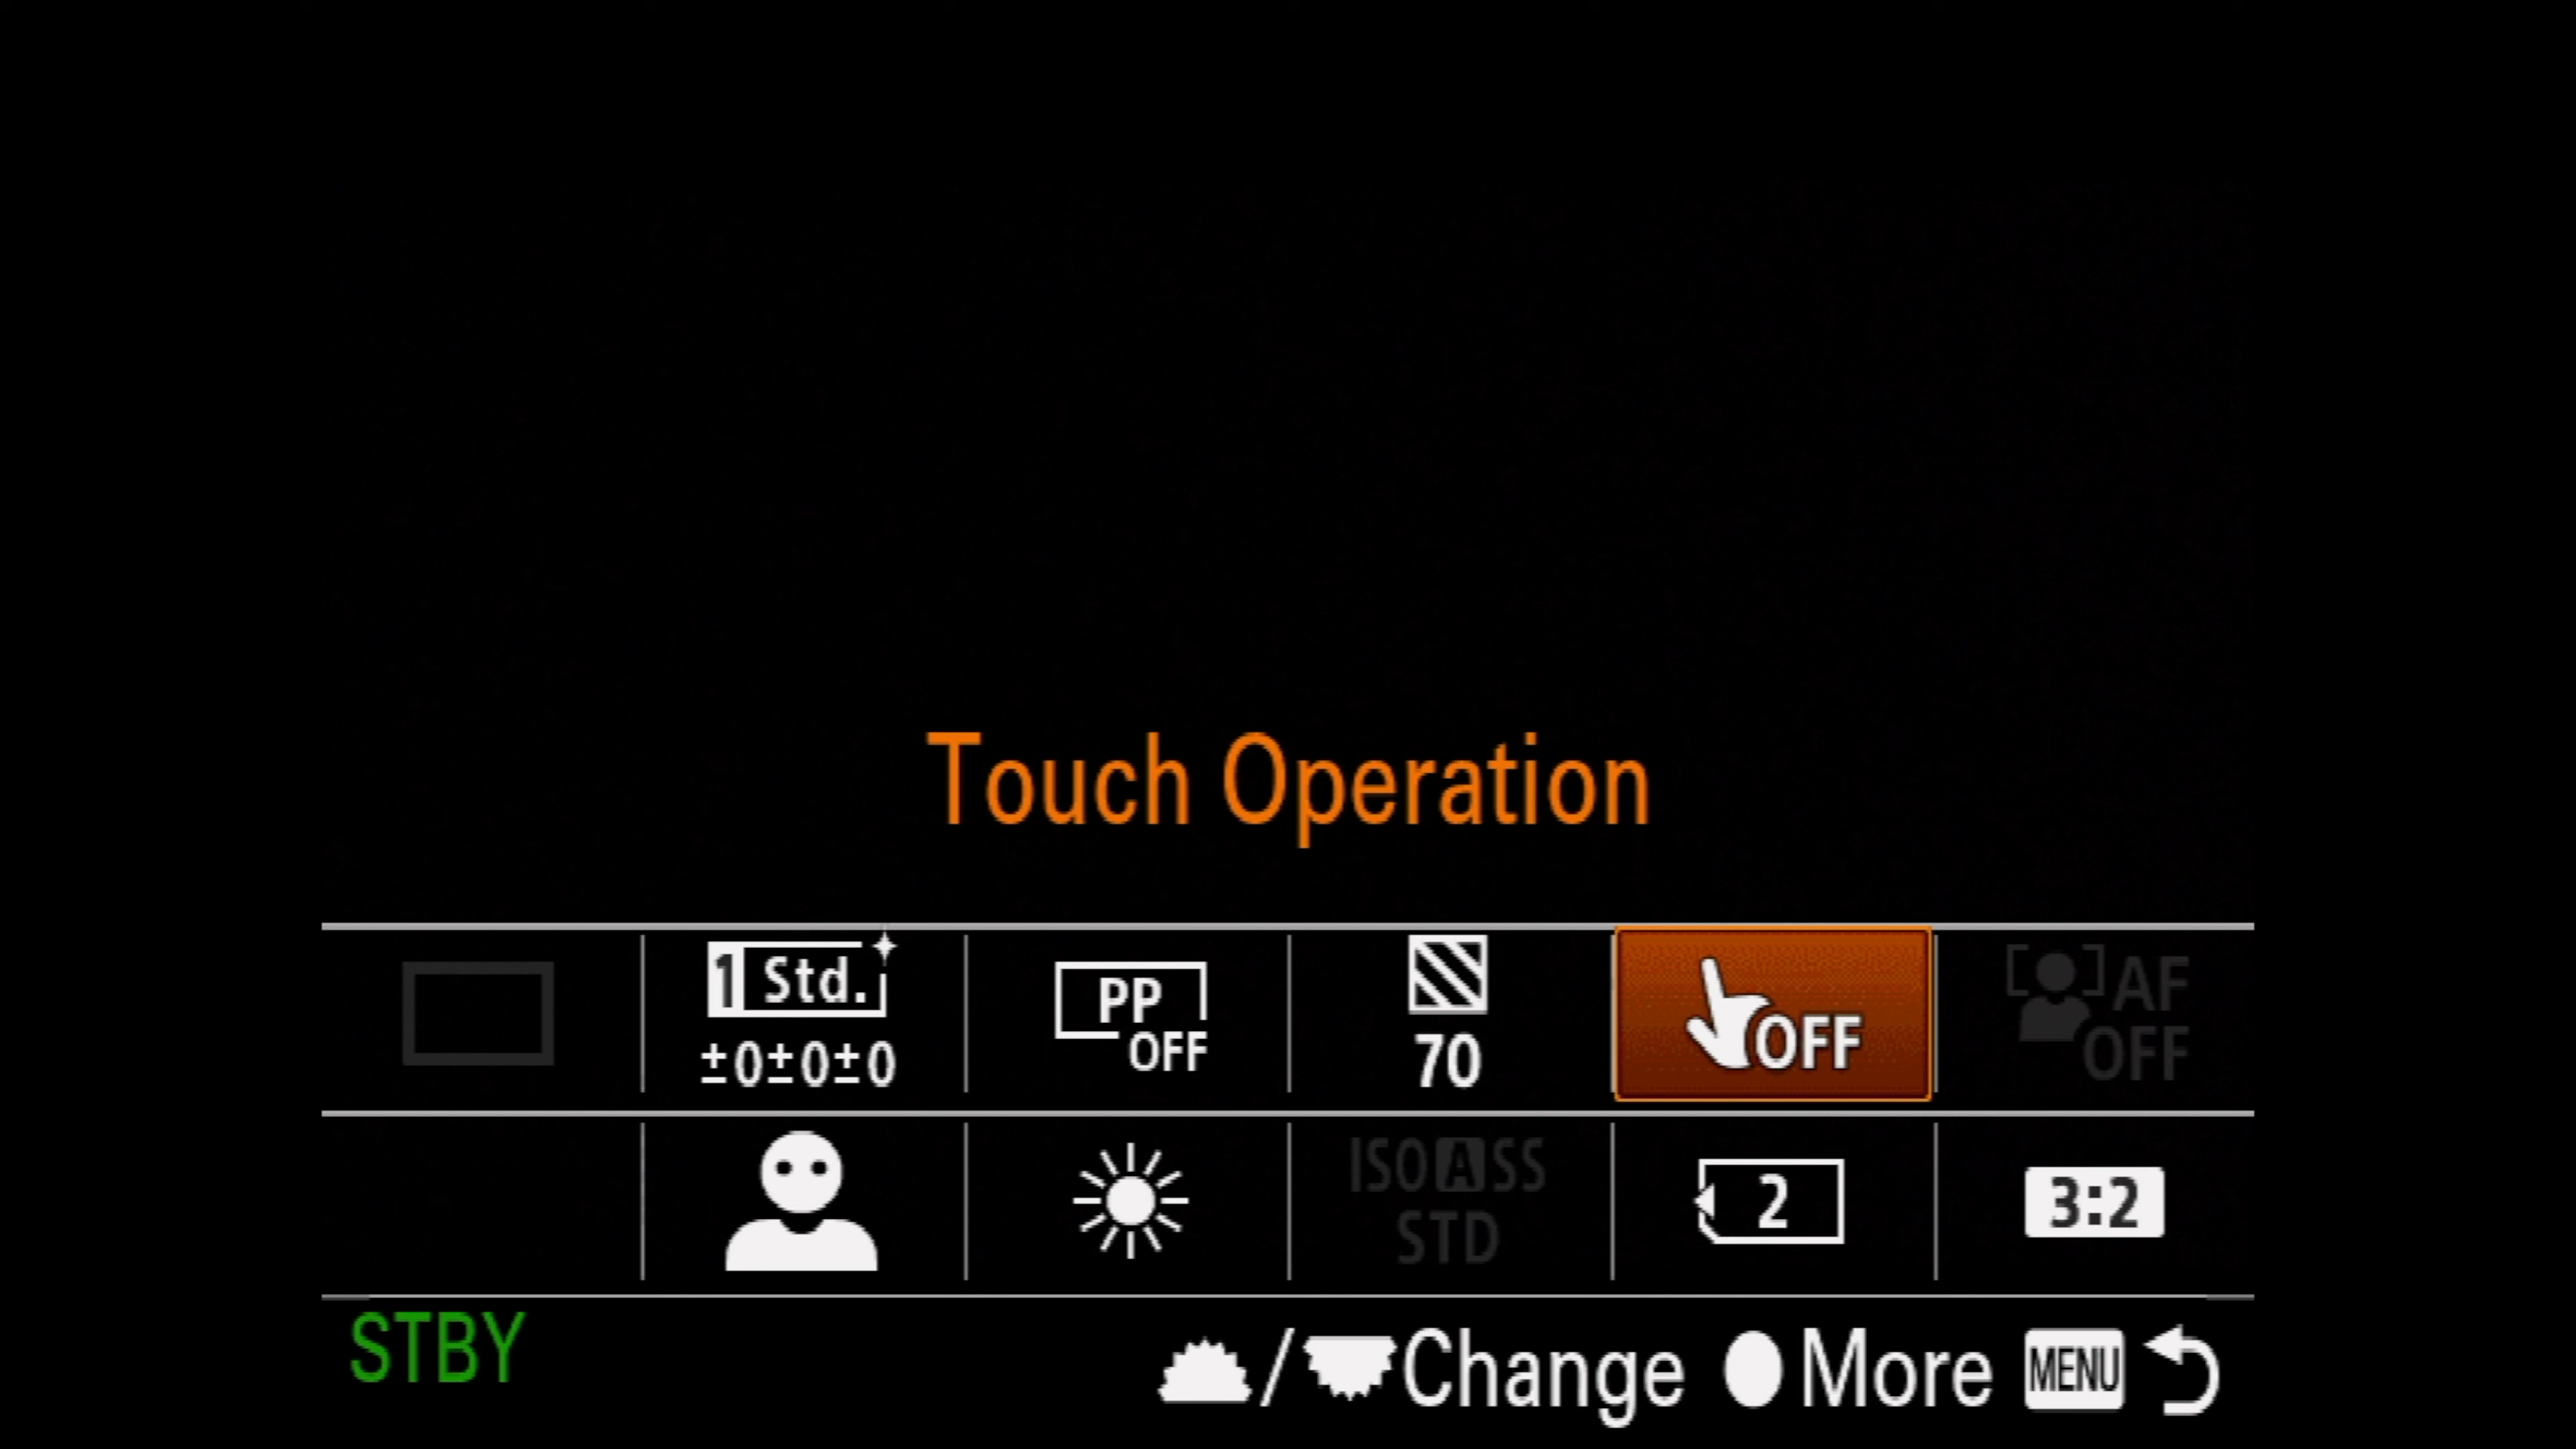 Touch Operation
1 Std.
±0±0±0
PP
OFF
70
OFF
AF
OFF
ISO A SS
STD
2
3:2
STBY
/ Change More MENU